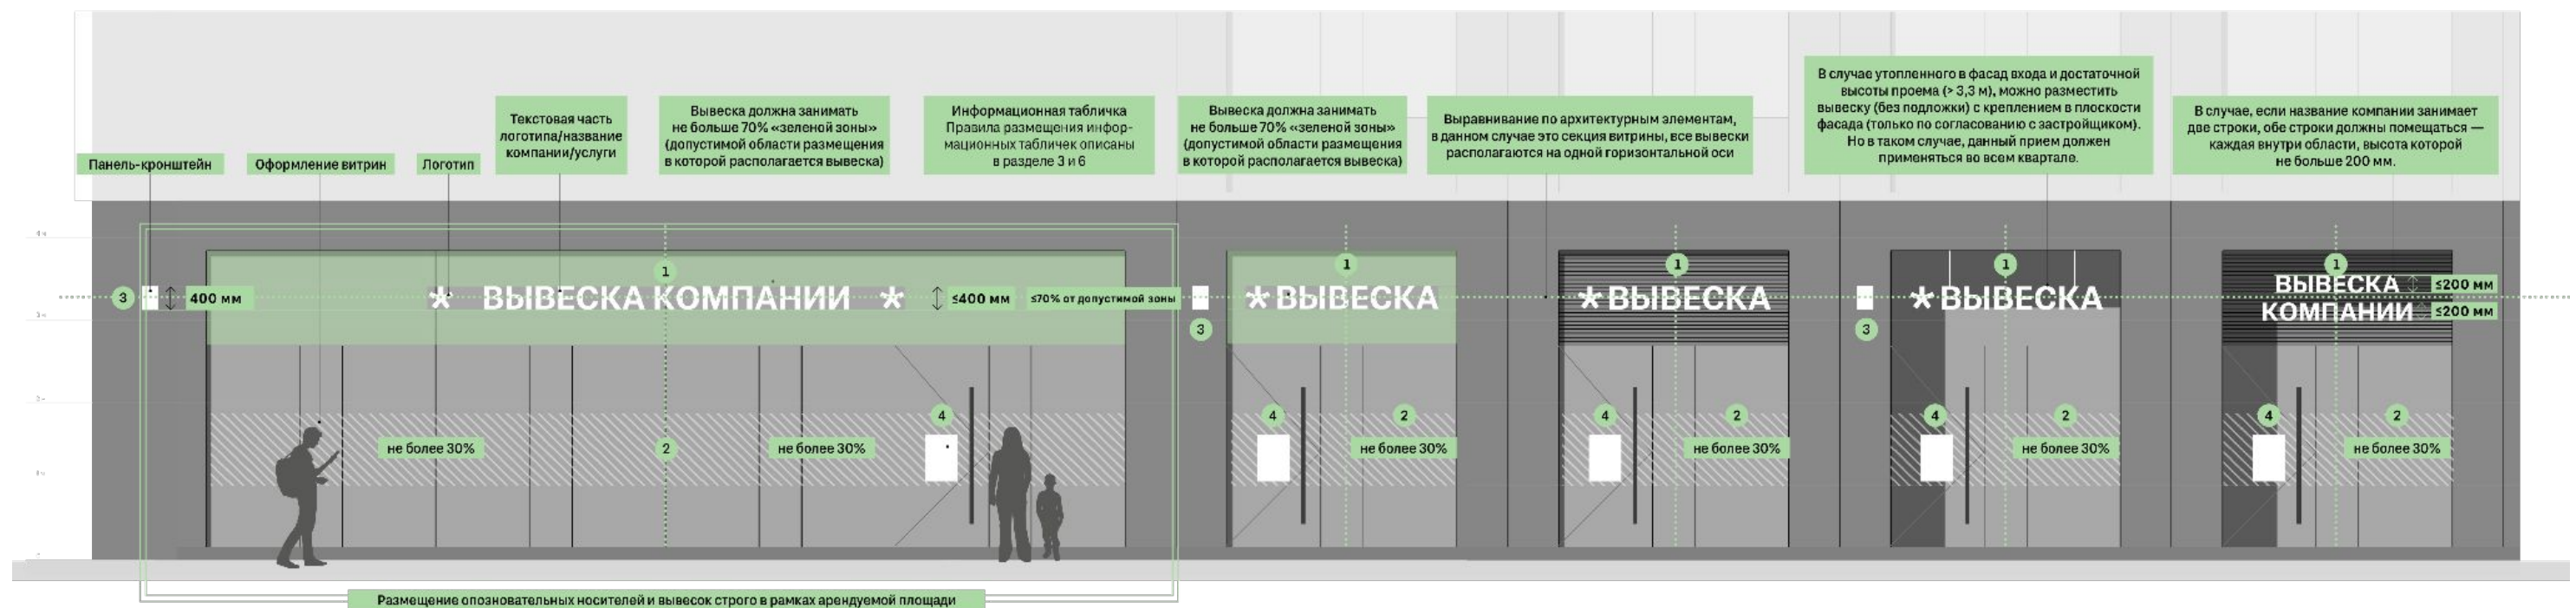 Панель-кронштейн
Оформление витрин
Логотип
Текстовая часть
логотипа/название
компании/услуги
Вывеска должна занимать
не больше 70% «зеленой зоны»
(допустимой области размещения
в которой располагается вывеска)
Информационная табличка
Правила размещения инфор-
мационных табличек описаны
в разделе 3 и 6
Вывеска должна занимать
не больше 70% «зеленой зоны»
(допустимой области размещения
в которой располагается вывеска)
Выравнивание по архитектурным элементам,
в данном случае это секция витрины, все вывески
располагаются на одной горизонтальной оси
В случае утопленного в фасад входа и достаточной
высоты проема (> 3,3 м), можно разместить
вывеску (без подложки) с креплением в плоскости
фасада (только по согласованию с застройщиком).
Но в таком случае, данный прием должен
применяться во всем квартале.
В случае, если название компании занимает
две строки, обе строки должны помещаться —
каждая внутри области, высота которой
не больше 200 мм.
1
3
400 мм
* ВЫВЕСКА КОМПАНИИ *
≤400 мм
≤70% от допустимой зоны
3
1
*ВЫВЕСКА
1
*ВЫВЕСКА
3
1
*ВЫВЕСКА
1
ВЫВЕСКА
≤200 мм
КОМПАНИИ
≤200 мм
не более 30%
2
не более 30%
4
4
2
не более 30%
4
2
не более 30%
4
2
не более 30%
4
2
не более 30%
Размещение опозновательных носителей и вывесок строго в рамках арендуемой площади